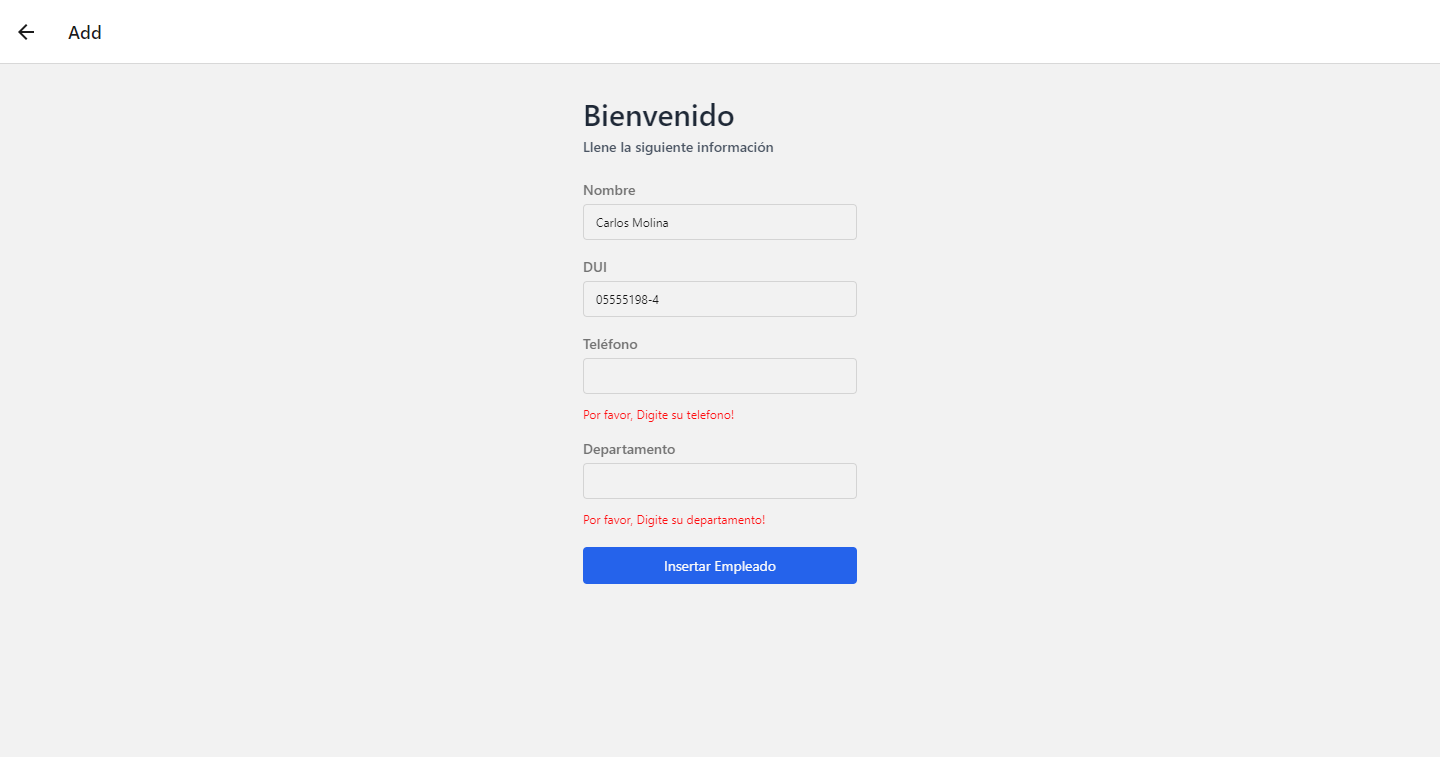 Add
Bienvenido
Llene la siguiente información
Nombre
Carlos Molina
DUI
05555198-4
Teléfono
Por favor, Digite su telefono!
Departamento
Por favor, Digite su departamento!
Insertar Empleado